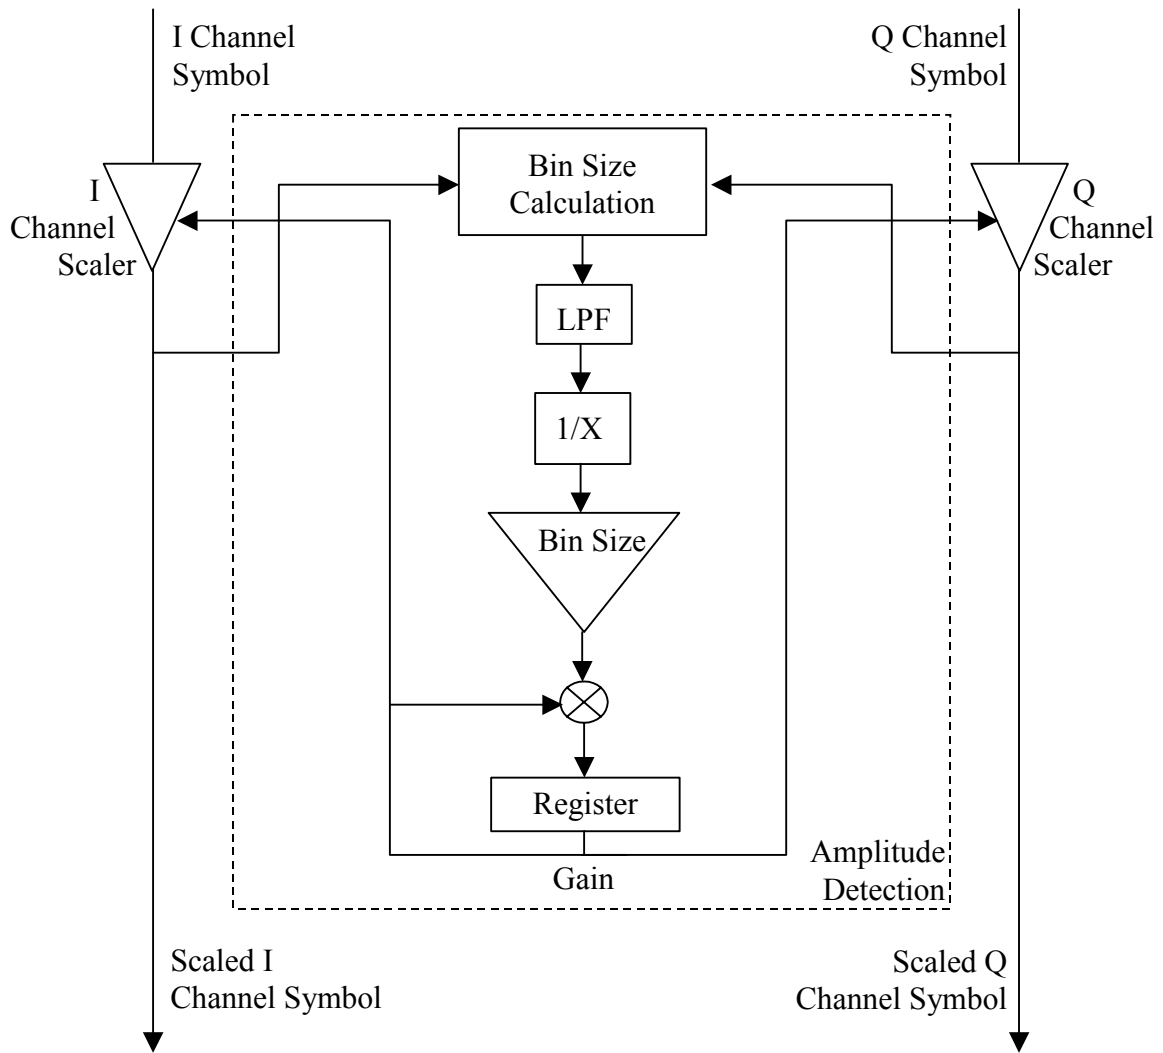 I Channel
Symbol
Q Channel
Symbol
Bin Size
Calculation
I
Channel
Scaler
Q
Channel
Scaler
LPF
1/X
Bin Size
Register
Gain
Amplitude
Detection
Scaled I
Channel Symbol
Scaled Q
Channel Symbol